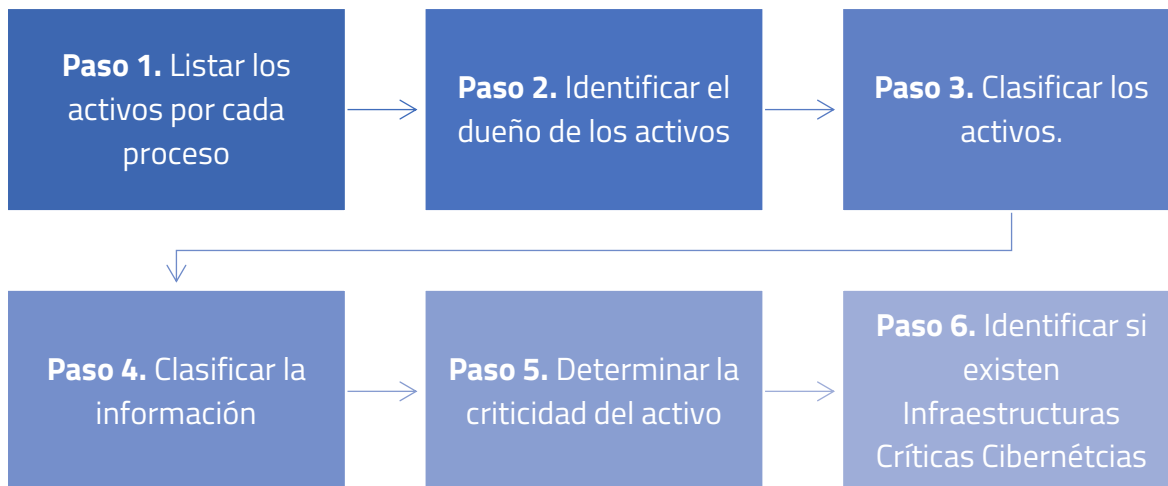 Paso 1. Listar los
activos por cada
proceso
Paso 2. Identificar el
dueño de los activos
Paso 3. Clasificar los
activos.
Paso 4. Clasificar la
información
Paso 5. Determinar la
criticidad del activo
Paso 6. Identificar si
existen
Infraestructuras
Críticas Cibernétcias